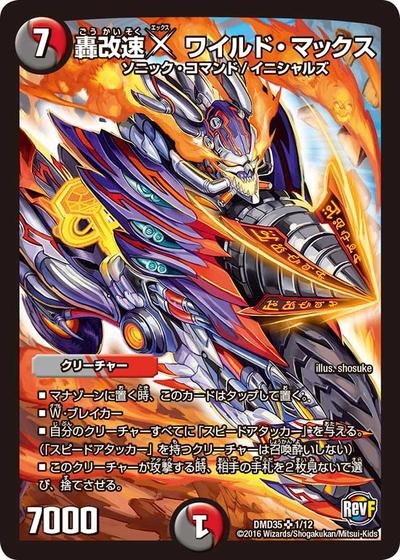 7
ごうかいそく エックス
轟改速X ワイルド・マックス
ソニック・コマンド/イニシャルズ
illus. shosuke
クリーチャー
■マナゾーンに置く時、このカードはタップして置く。
■W・ブレイカー
■自分のクリーチャーすべてに「スピードアタッカー」を与える。
(「スピードアタッカー」を持つクリーチャーは召喚酔いしない)
■このクリーチャーが攻撃する時、相手の手札を2枚見ないで選
び、捨てさせる。
7000
1
RevF
DMD35 1/12
©2016 Wizards/Shogakukan/Mitsui-Kids